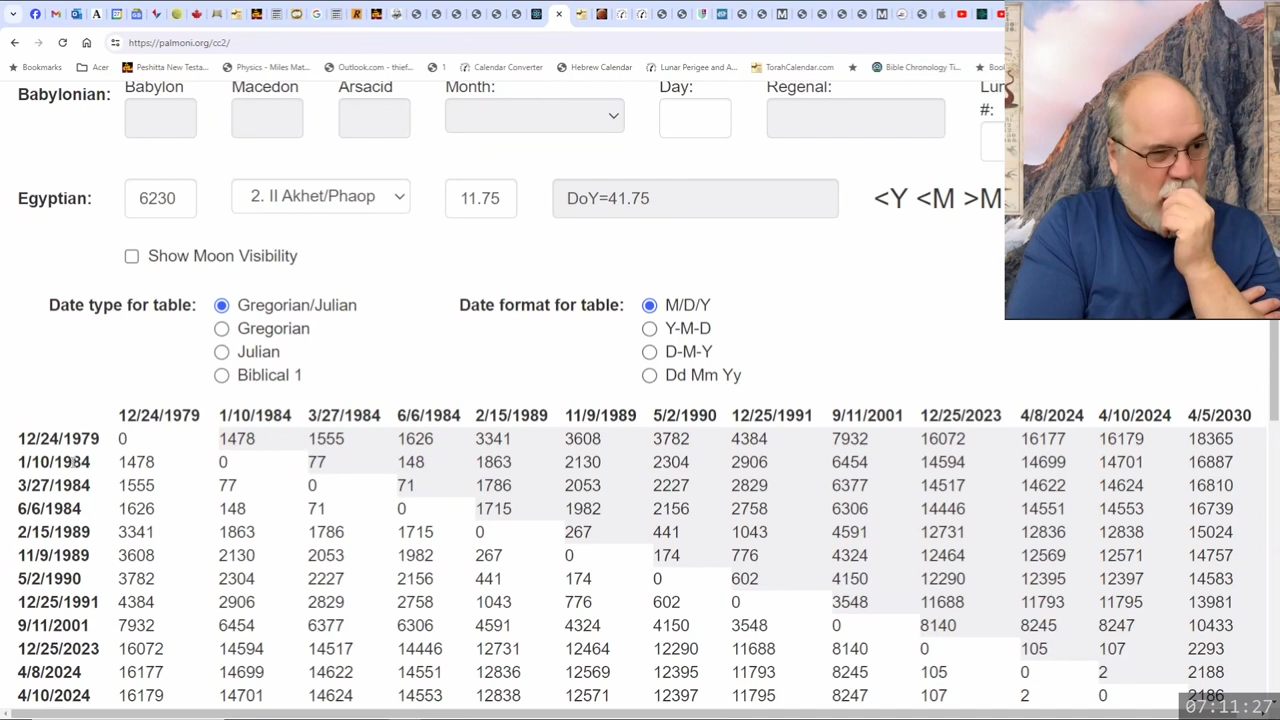 https://palmoni.org/cc2/
Bookmarks Acer Peshitta New Testa... Physics - Miles Mat... Outlook.com - thief... 1 Calendar Converter Hebrew Calendar Lunar Perigee and A... TorahCalendar.com Bible Chronology Ti...
Babylonian: Babylon Macedon Arsacid Month: Day: Regenal:
#:
Egyptian: 6230 2. II Akhet/Phaop 11.75 DoY=41.75 <Y <M >M
Show Moon Visibility
Date type for table: Gregorian/Julian Date format for table: M/D/Y
Gregorian Y-M-D
Julian D-M-Y
Biblical 1 Dd Mm Yy
12/24/1979 1/10/1984 3/27/1984 6/6/1984 2/15/1989 11/9/1989 5/2/1990 12/25/1991 9/11/2001 12/25/2023 4/8/2024 4/10/2024 4/5/2030
12/24/1979 0 1478 1555 1626 3341 3608 3782 4384 7932 16072 16177 16179 18365
1/10/1984 1478 0 77 148 1863 2130 2304 2906 6454 14594 14699 14701 16887
3/27/1984 1555 77 0 71 1786 2053 2227 2829 6377 14517 14622 14624 16810
6/6/1984 1626 148 71 0 1715 1982 2156 2758 6306 14446 14551 14553 16739
2/15/1989 3341 1863 1786 1715 0 267 441 1043 4591 12731 12836 12838 15024
11/9/1989 3608 2130 2053 1982 267 0 174 776 4324 12464 12569 12571 14757
5/2/1990 3782 2304 2227 2156 441 174 0 602 4150 12290 12395 12397 14583
12/25/1991 4384 2906 2829 2758 1043 776 602 0 3548 11688 11793 11795 13981
9/11/2001 7932 6454 6377 6306 4591 4324 4150 3548 0 8140 8245 8247 10433
12/25/2023 16072 14594 14517 14446 12731 12464 12290 11688 8140 0 105 107 2293
4/8/2024 16177 14699 14622 14551 12836 12569 12395 11793 8245 105 0 2 2188
4/10/2024 16179 14701 14624 14553 12838 12571 12397 11795 8247 107 2 0 2186
07:11:27